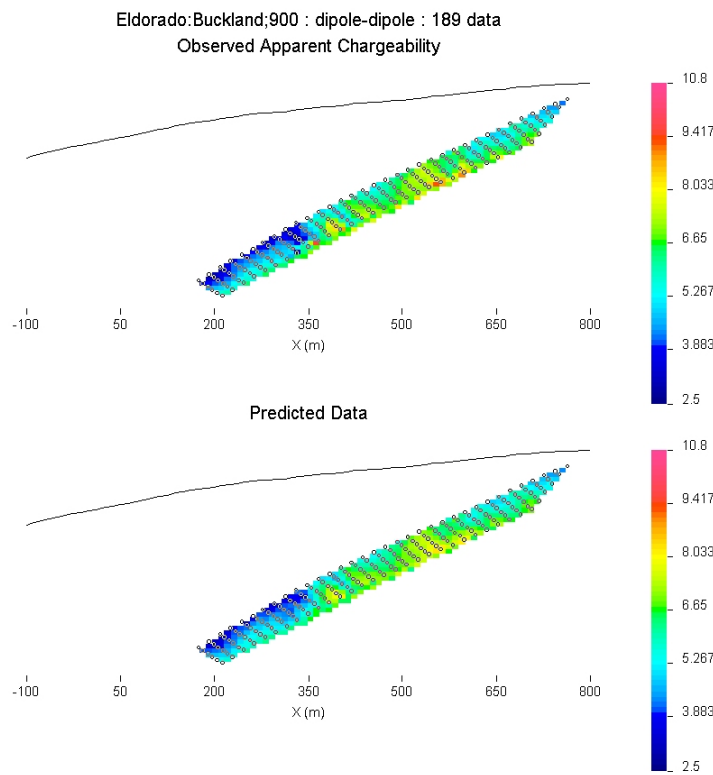 Eldorado:Buckland;900 : dipole-dipole : 189 data
Observed Apparent Chargeability
10.8
9.417
8.033
6.65
5.267
3.883
2.5
-100 50 200 350 500 650 800
X (m)
Predicted Data
10.8
9.417
8.033
6.65
5.267
3.883
2.5
-100 50 200 350 500 650 800
X (m)